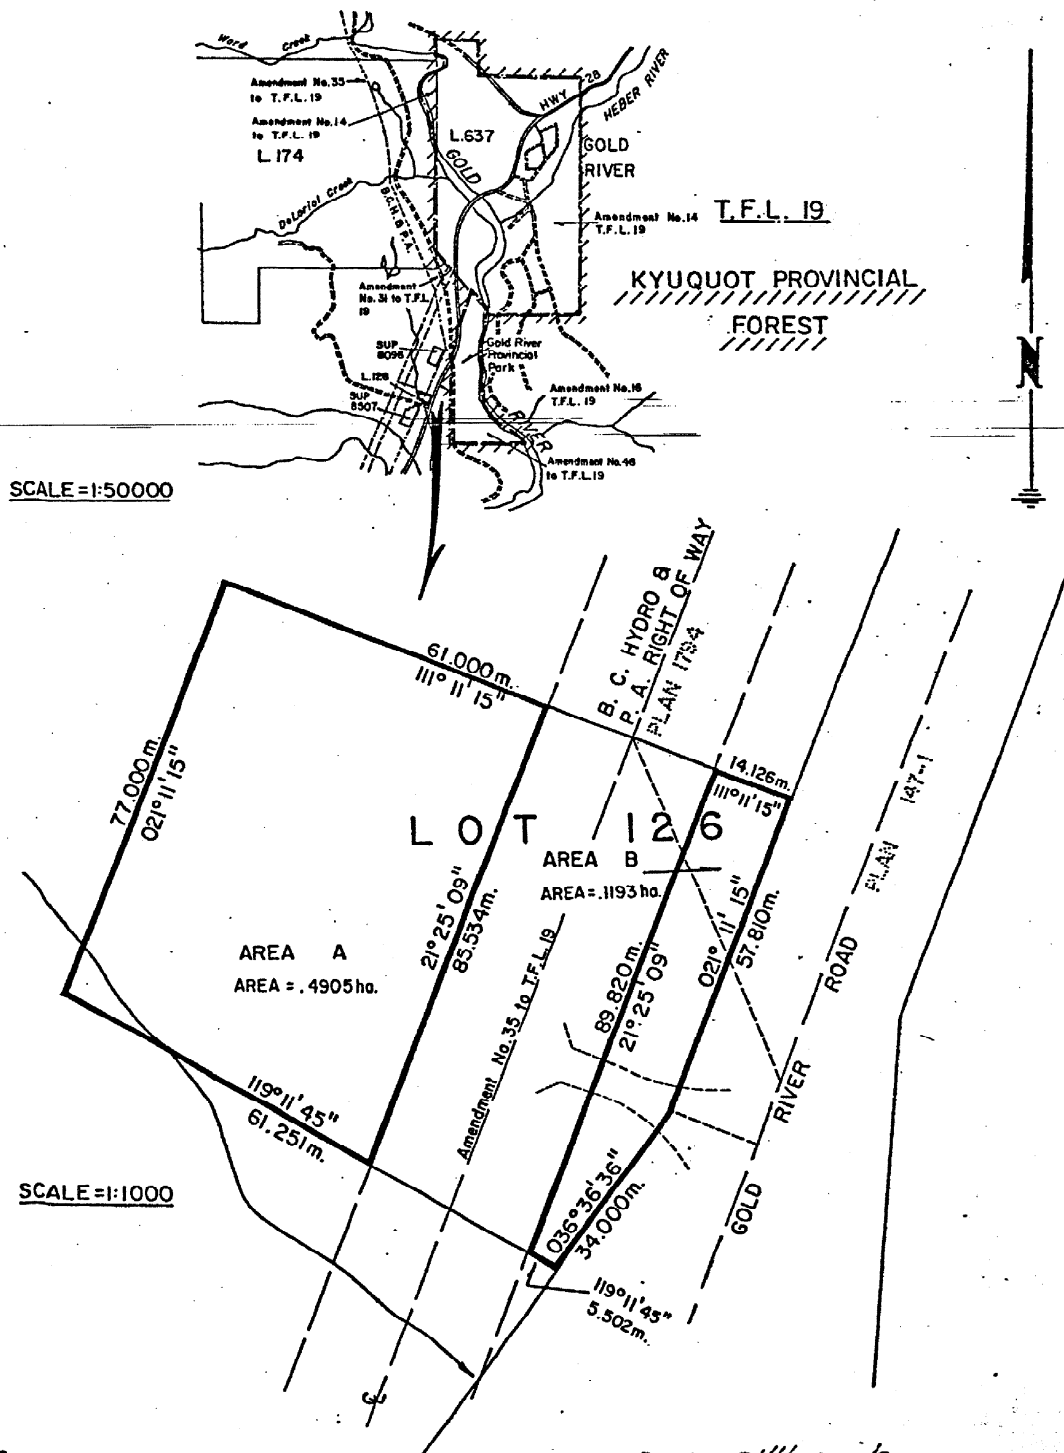 Ward Creek
Amendment No.35
to T.F.L. 19
Amendment No.14
to T.F.L. 19
L.174
L.637
GOLD
HWY 28
HEBER RIVER
GOLD
RIVER
DeLoriol Creek
B.C.H. & P.A.
Amendment No.14
T.F.L. 19
T.F.L. 19
KYUQUOT PROVINCIAL
FOREST
Amendment
No. 31 to T.F.L.
19
SUP
8096
L.126
SUP
8507
Gold River
Provincial
Park
Amendment No.16
T.F.L. 19
RIVER
Amendment No.46
to T.F.L.19
N
SCALE=1:50000
B. C. HYDRO &
P. A. RIGHT OF WAY
PLAN 1794
61.000m.
111° 11' 15"
77.000m.
021° 11' 15"
14.126m.
111°11'15"
LOT 126
AREA B
AREA=.1193 ha.
21° 25' 09"
85.534m.
AREA A
AREA = .4905 ha.
89.820m.
21° 25' 09"
021° 11' 15"
57.810m.
PLAN 147-1
GOLD RIVER ROAD
Amendment No.35 to T.F.L. 19
119°11'45"
61.251m.
036°36'36"
34.000m.
SCALE=1:1000
119°11'45"
5.502m.